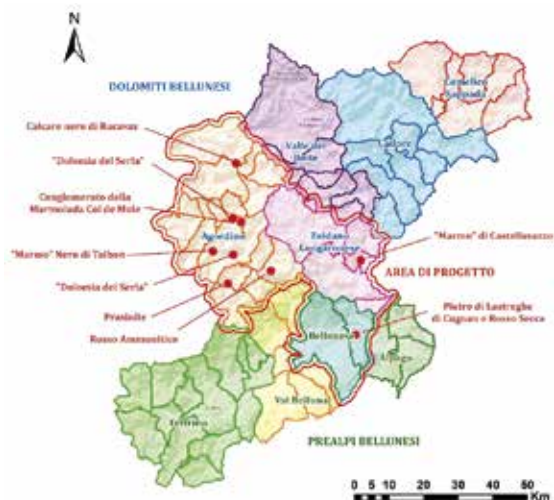 N
DOLOMITI BELLUNESI
Comelico
Sappada
Calcare nero di
Valle del
Boite
Cadore
"Dolomia del Serla"
Conglomerato della
Marmolada Col de Mole
Agordino
Zoldano
Longaronese
"Marmo" di Castellavazzo
"Marmo" Nero di Taibon
AREA DI PROGETTO
"Dolomia del Serla"
Prasinite
Pietre di Lastreghe
di Cugnan e Rosso Secca
Rosso Ammonitico
Bellunese
Alpago
Val Belluna
Feltrino
PREALPI BELLUNESI
0 5 10 20 30 40 50
Km